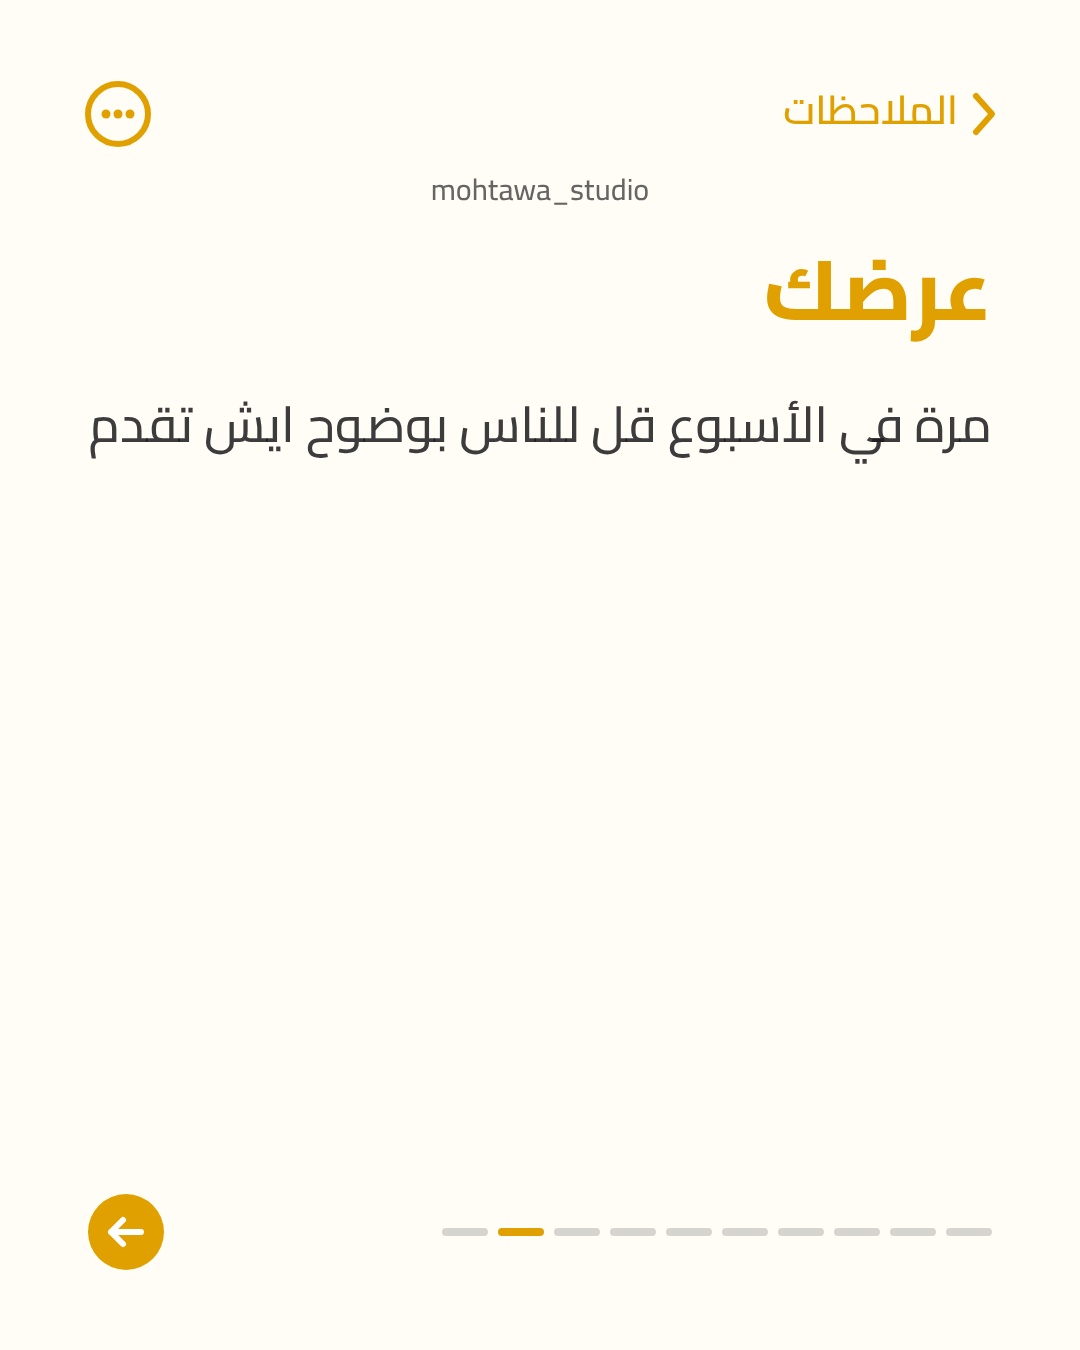 الملاحظات
mohtawa_studio
عرضك
مرة في الأسبوع قل للناس بوضوح ايش تقدم